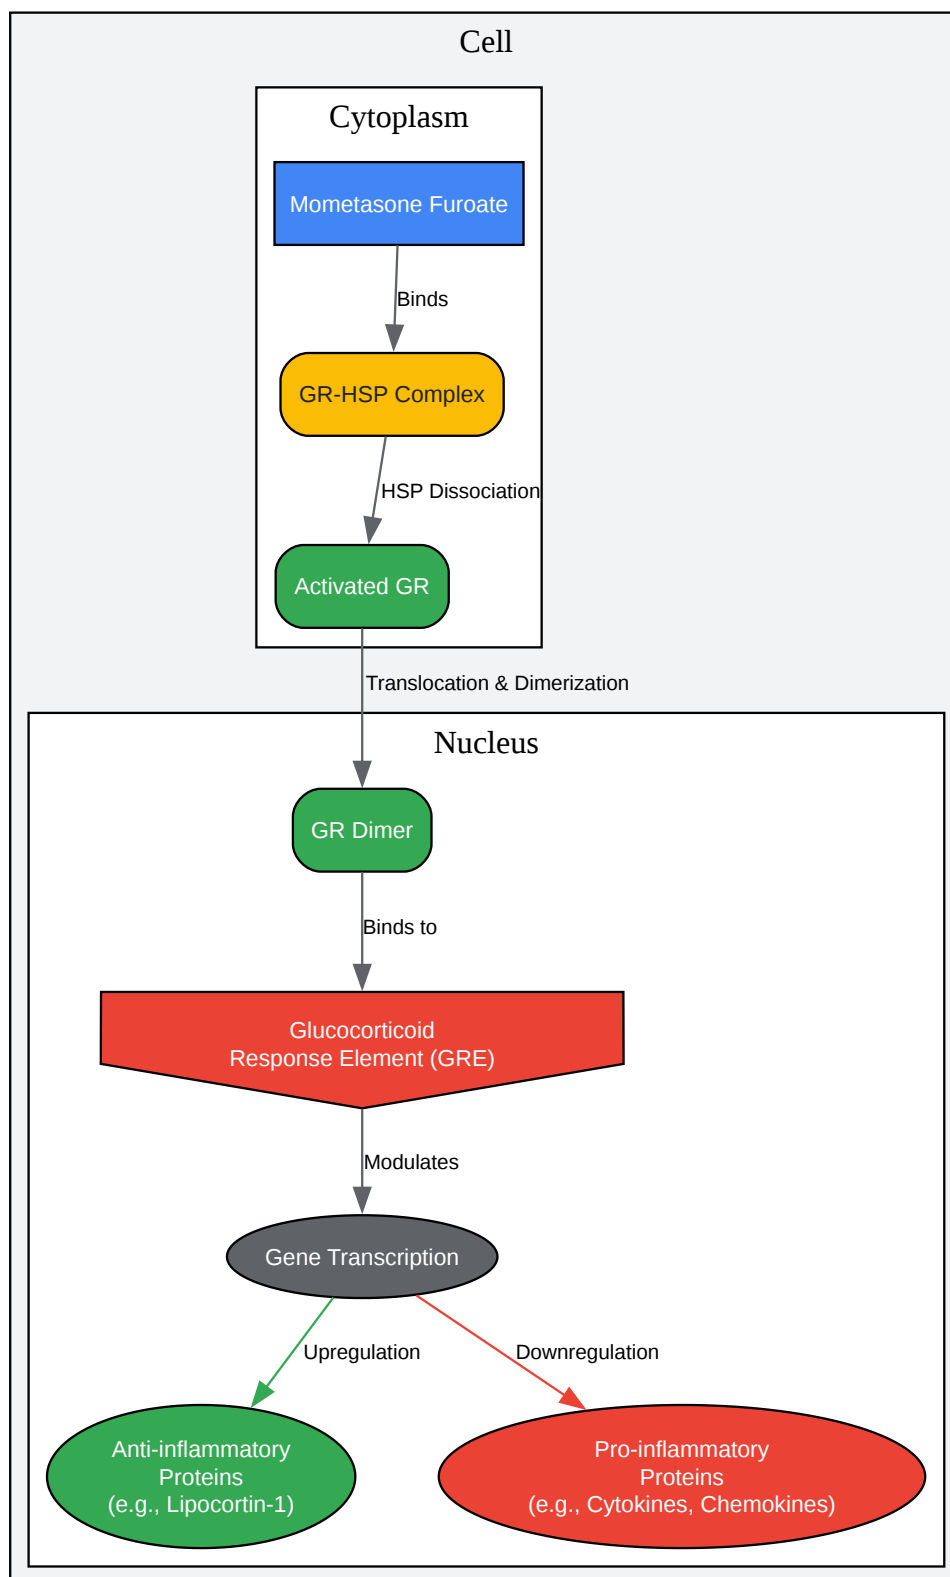 Cell
Cytoplasm
Mometasone Furoate
Binds
GR-HSP Complex
HSP Dissociation
Activated GR
Translocation & Dimerization
Nucleus
GR Dimer
Binds to
Glucocorticoid
Response Element (GRE)
Modulates
Gene Transcription
Upregulation
Downregulation
Anti-inflammatory
Proteins
(e.g., Lipocortin-1)
Pro-inflammatory
Proteins
(e.g., Cytokines, Chemokines)